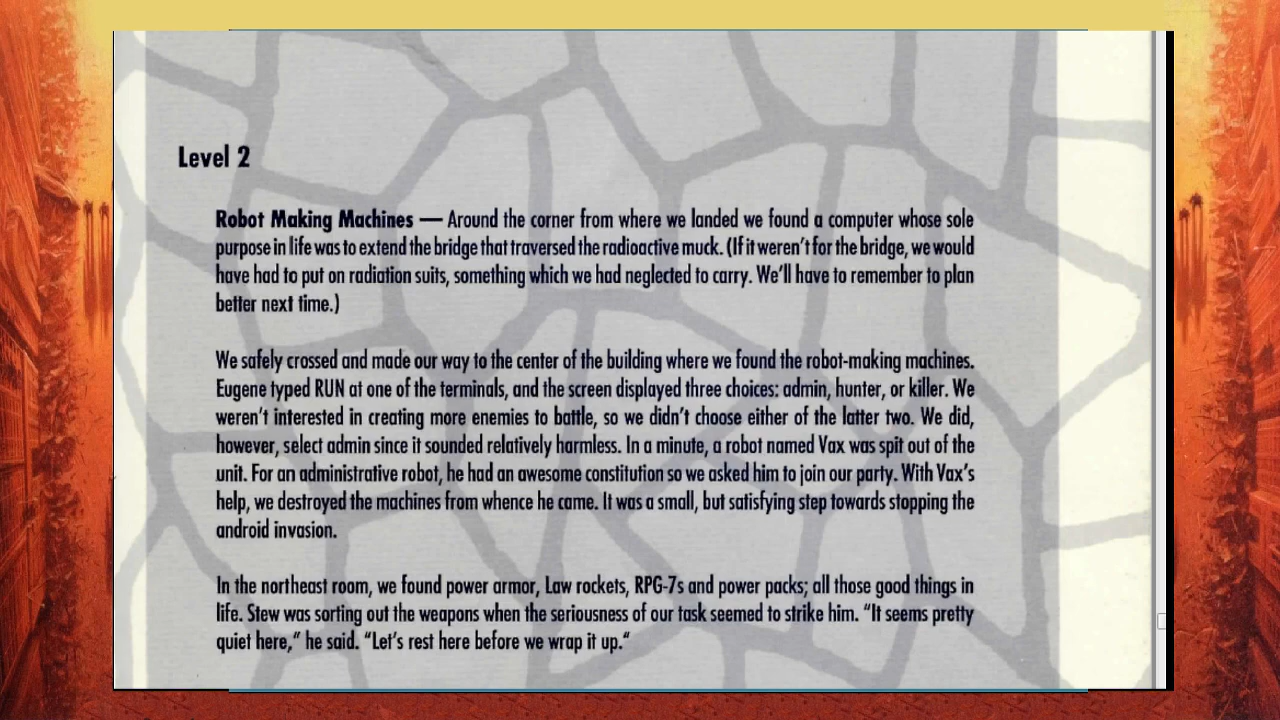 Level 2
Robot Making Machines — Around the corner from where we landed we found a computer whose sole
purpose in life was to extend the bridge that traversed the radioactive muck. (If it weren't for the bridge, we would
have had to put on radiation suits, something which we had neglected to carry. We'll have to remember to plan
better next time.)
We safely crossed and made our way to the center of the building where we found the robot-making machines.
Eugene typed RUN at one of the terminals, and the screen displayed three choices: admin, hunter, or killer. We
weren't interested in creating more enemies to battle, so we didn't choose either of the latter two. We did,
however, select admin since it sounded relatively harmless. In a minute, a robot named Vax was spit out of the
unit. For an administrative robot, he had an awesome constitution so we asked him to join our party. With Vax's
help, we destroyed the machines from whence he came. It was a small, but satisfying step towards stopping the
android invasion.
In the northeast room, we found power armor, Law rockets, RPG-7s and power packs; all those good things in
life. Stew was sorting out the weapons when the seriousness of our task seemed to strike him. “It seems pretty
quiet here,” he said. “Let's rest here before we wrap it up.“